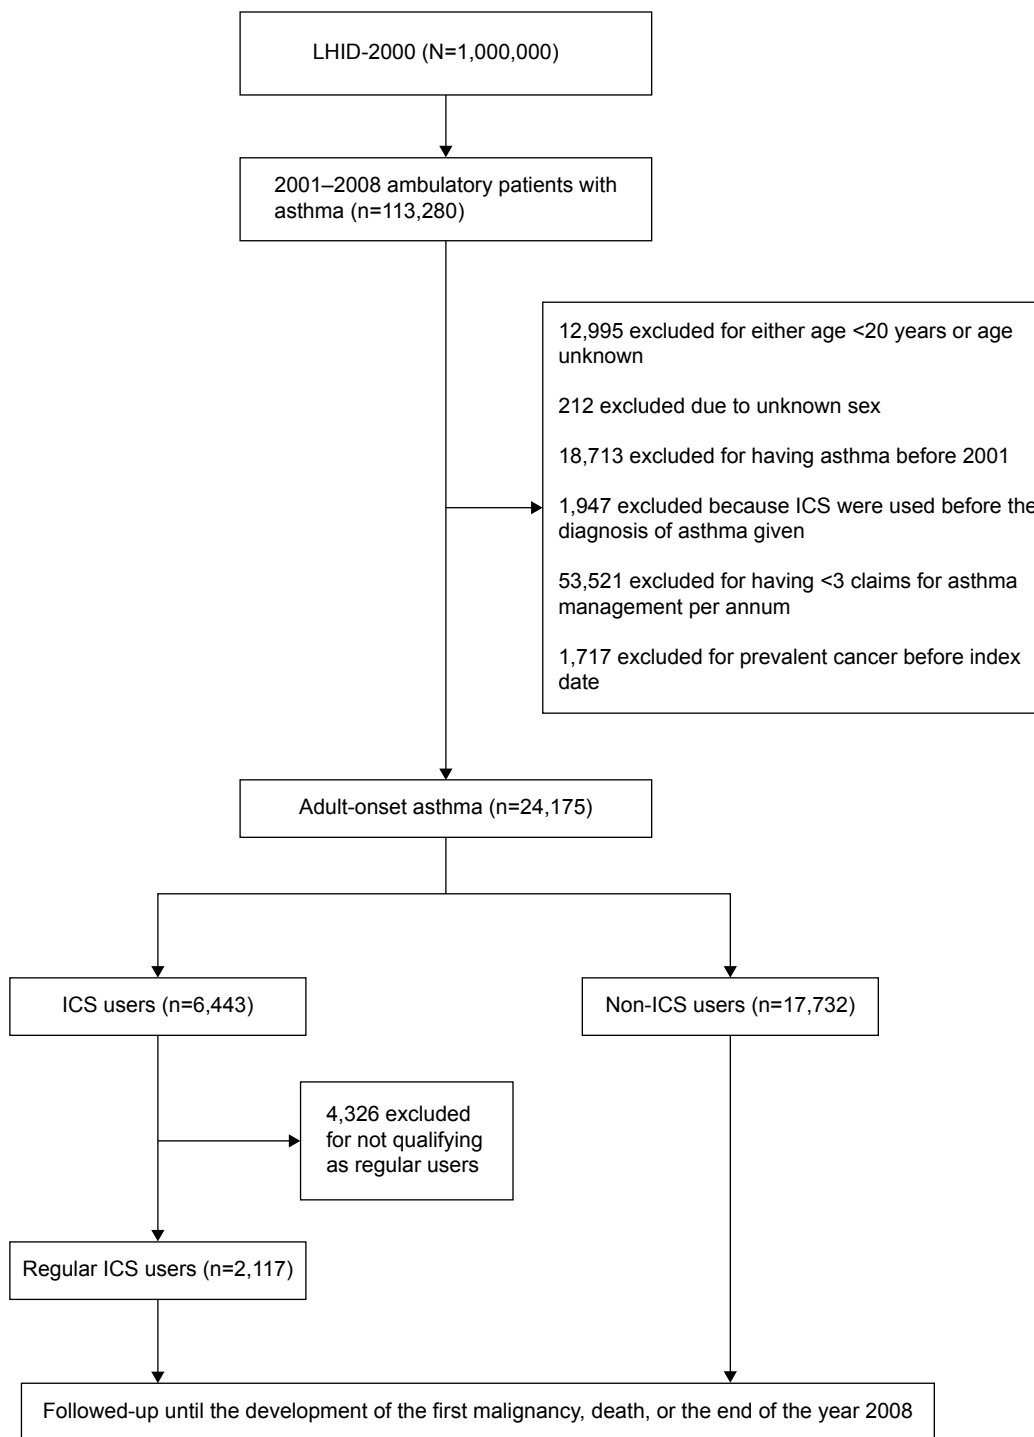 LHID-2000 (N=1,000,000)
2001–2008 ambulatory patients with
asthma (n=113,280)
12,995 excluded for either age <20 years or age
unknown
212 excluded due to unknown sex
18,713 excluded for having asthma before 2001
1,947 excluded because ICS were used before the
diagnosis of asthma given
53,521 excluded for having <3 claims for asthma
management per annum
1,717 excluded for prevalent cancer before index
date
Adult-onset asthma (n=24,175)
ICS users (n=6,443)
Non-ICS users (n=17,732)
4,326 excluded
for not qualifying
as regular users
Regular ICS users (n=2,117)
Followed-up until the development of the first malignancy, death, or the end of the year 2008